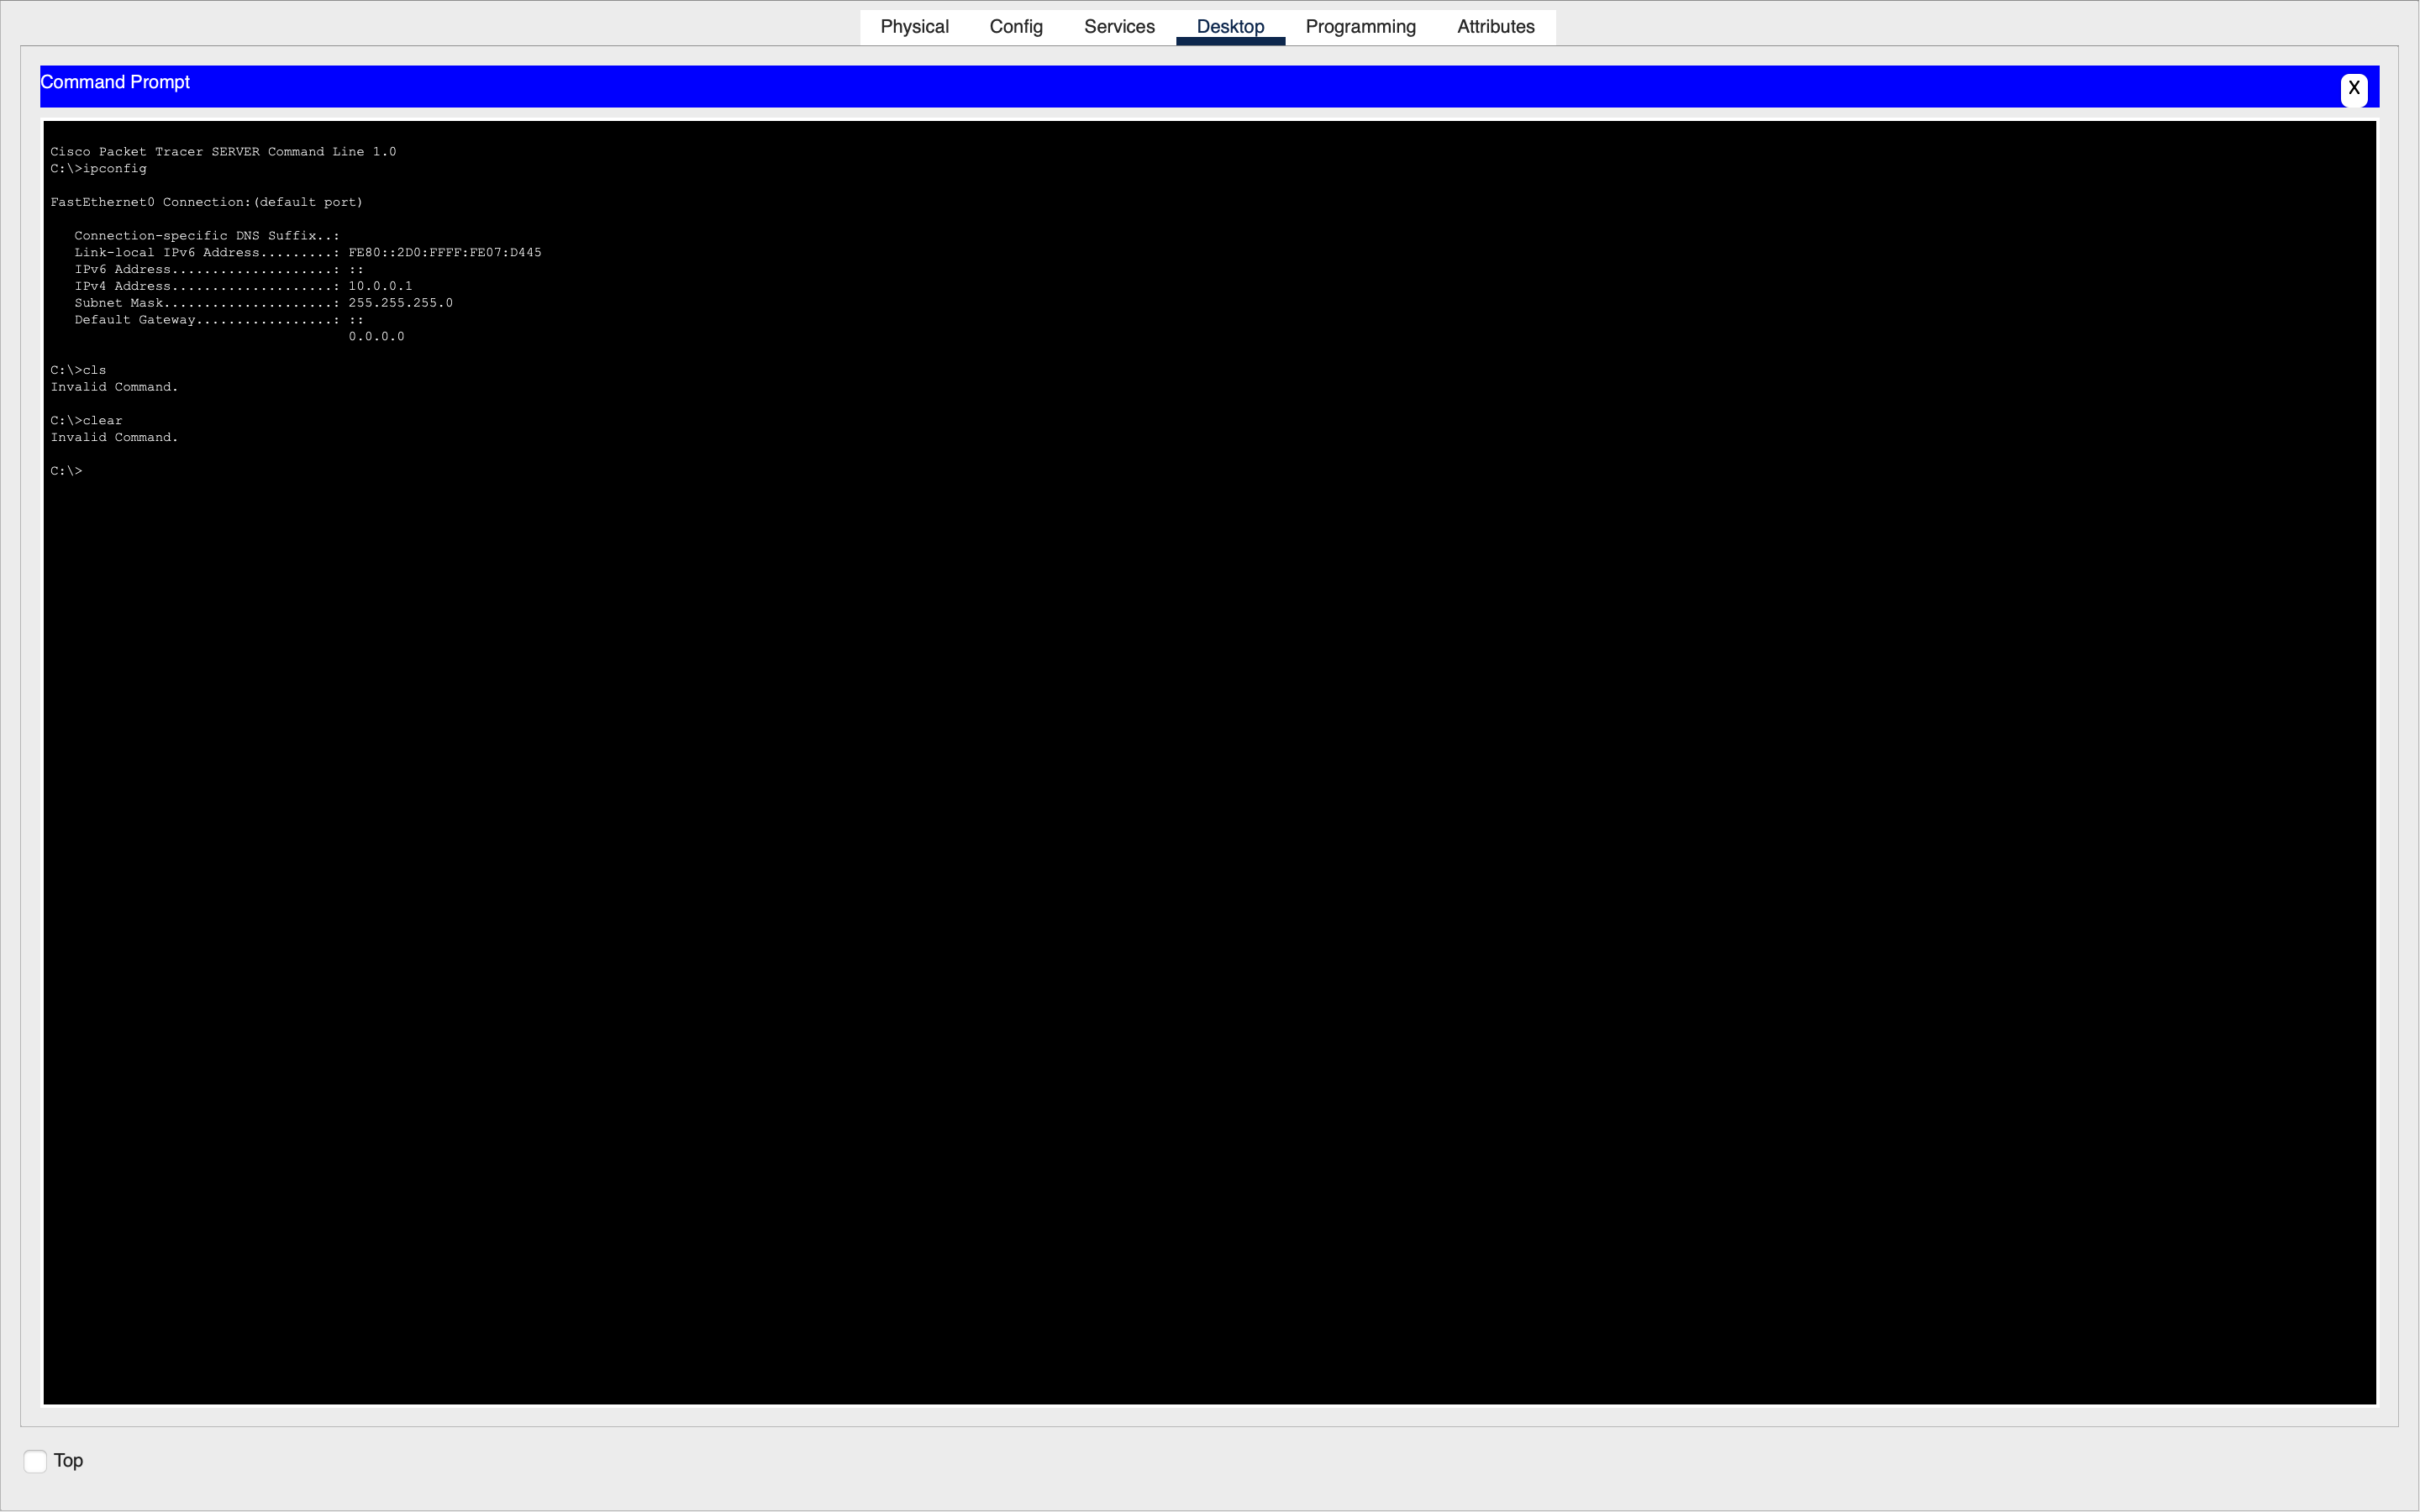 Physical Config Services Desktop Programming Attributes
Command Prompt
X
Cisco Packet Tracer SERVER Command Line 1.0
C:\>ipconfig
FastEthernet0 Connection:(default port)
Connection-specific DNS Suffix..:
Link-local IPv6 Address.........: FE80::2D0:FFFF:FE07:D445
IPv6 Address....................: ::
IPv4 Address....................: 10.0.0.1
Subnet Mask.....................: 255.255.255.0
Default Gateway.................: ::
0.0.0.0
C:\>cls
Invalid Command.
C:\>clear
Invalid Command.
C:\>
Top